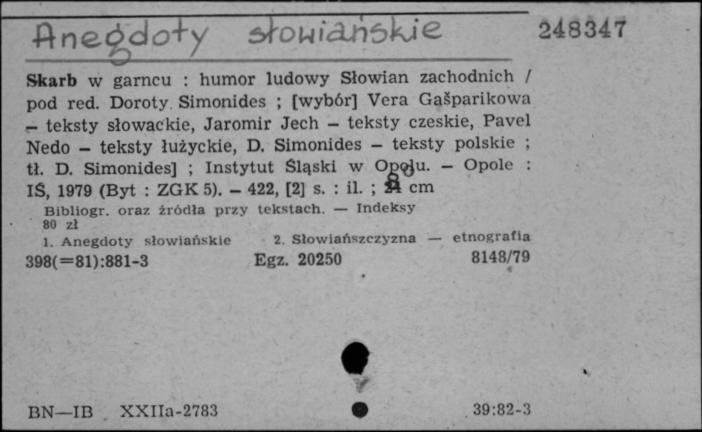 Anegdoty słowiańskie 248347
Skarb w garncu : humor ludowy Słowian zachodnich /
pod red. Doroty Simonides ; [wybór] Vera Gašparikowa
— teksty słowackie, Jaromir Jech — teksty czeskie, Pavel
Nedo — teksty łużyckie, D. Simonides — teksty polskie ;
tł. D. Simonides] ; Instytut Śląski w Opolu. — Opole :
IŚ, 1979 (Byt : ZGK 5). — 422, [2] s. : il. ; cm
Bibliogr. oraz źródła przy tekstach. — Indeksy
80 zł
1. Anegdoty słowiańskie 2. Słowiańszczyzna — etnografia
398(=81):881-3 Egz. 20250 8148/79
BN—IB XXIIa-2783 39:82-3